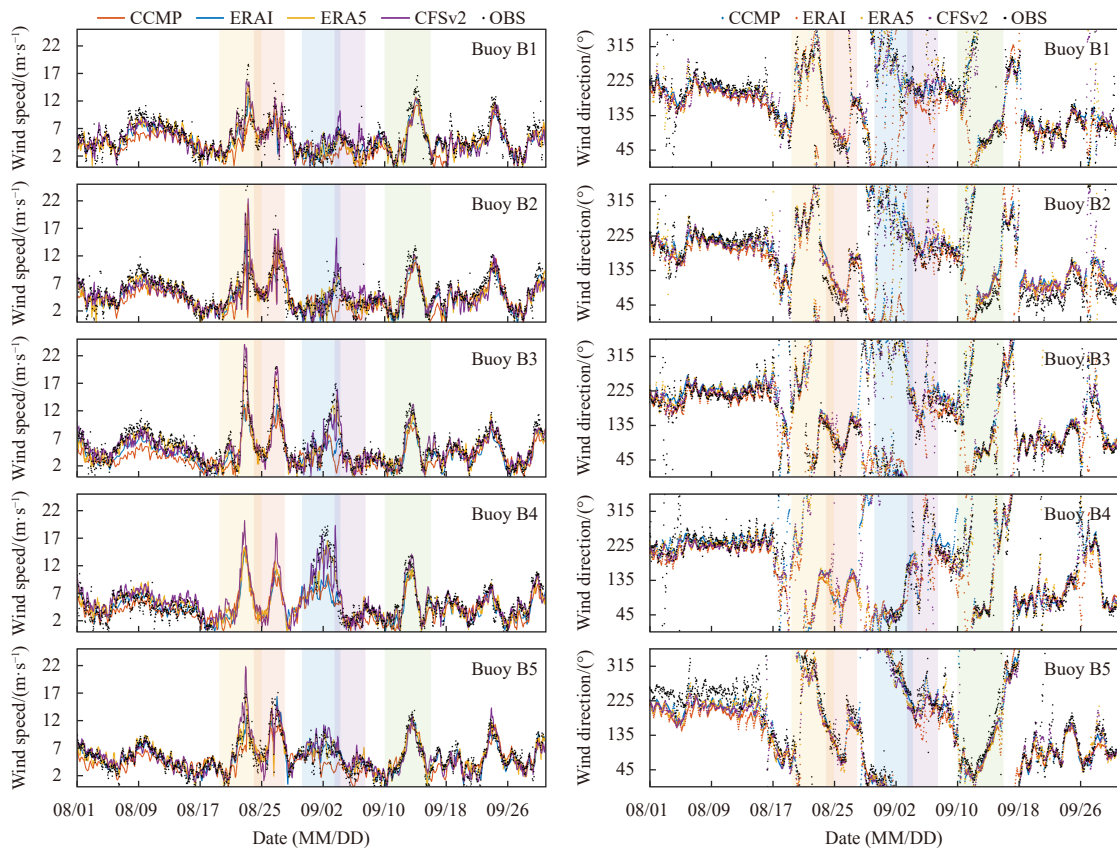 CCMP ERAI ERA5 CFSv2 OBS
CCMP ERAI ERA5 CFSv2 OBS
Wind speed/(m·s⁻¹)
22
17
12
7
2
Buoy B1
Wind direction/(°)
315
225
135
45
Buoy B1
Wind speed/(m·s⁻¹)
22
17
12
7
2
Buoy B2
Wind direction/(°)
315
225
135
45
Buoy B2
Wind speed/(m·s⁻¹)
22
17
12
7
2
Buoy B3
Wind direction/(°)
315
225
135
45
Buoy B3
Wind speed/(m·s⁻¹)
22
17
12
7
2
Buoy B4
Wind direction/(°)
315
225
135
45
Buoy B4
Wind speed/(m·s⁻¹)
22
17
12
7
2
Buoy B5
Wind direction/(°)
315
225
135
45
Buoy B5
08/01 08/09 08/17 08/25 09/02 09/10 09/18 09/26
08/01 08/09 08/17 08/25 09/02 09/10 09/18 09/26
Date (MM/DD)
Date (MM/DD)